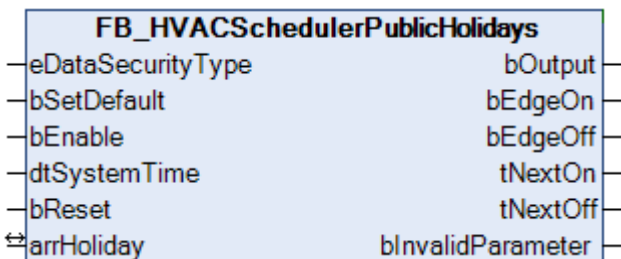 FB_HVACSchedulerPublicHolidays
eDataSecurityType bOutput
bSetDefault bEdgeOn
bEnable bEdgeOff
dtSystemTime tNextOn
bReset tNextOff
arrHoliday bInvalidParameter